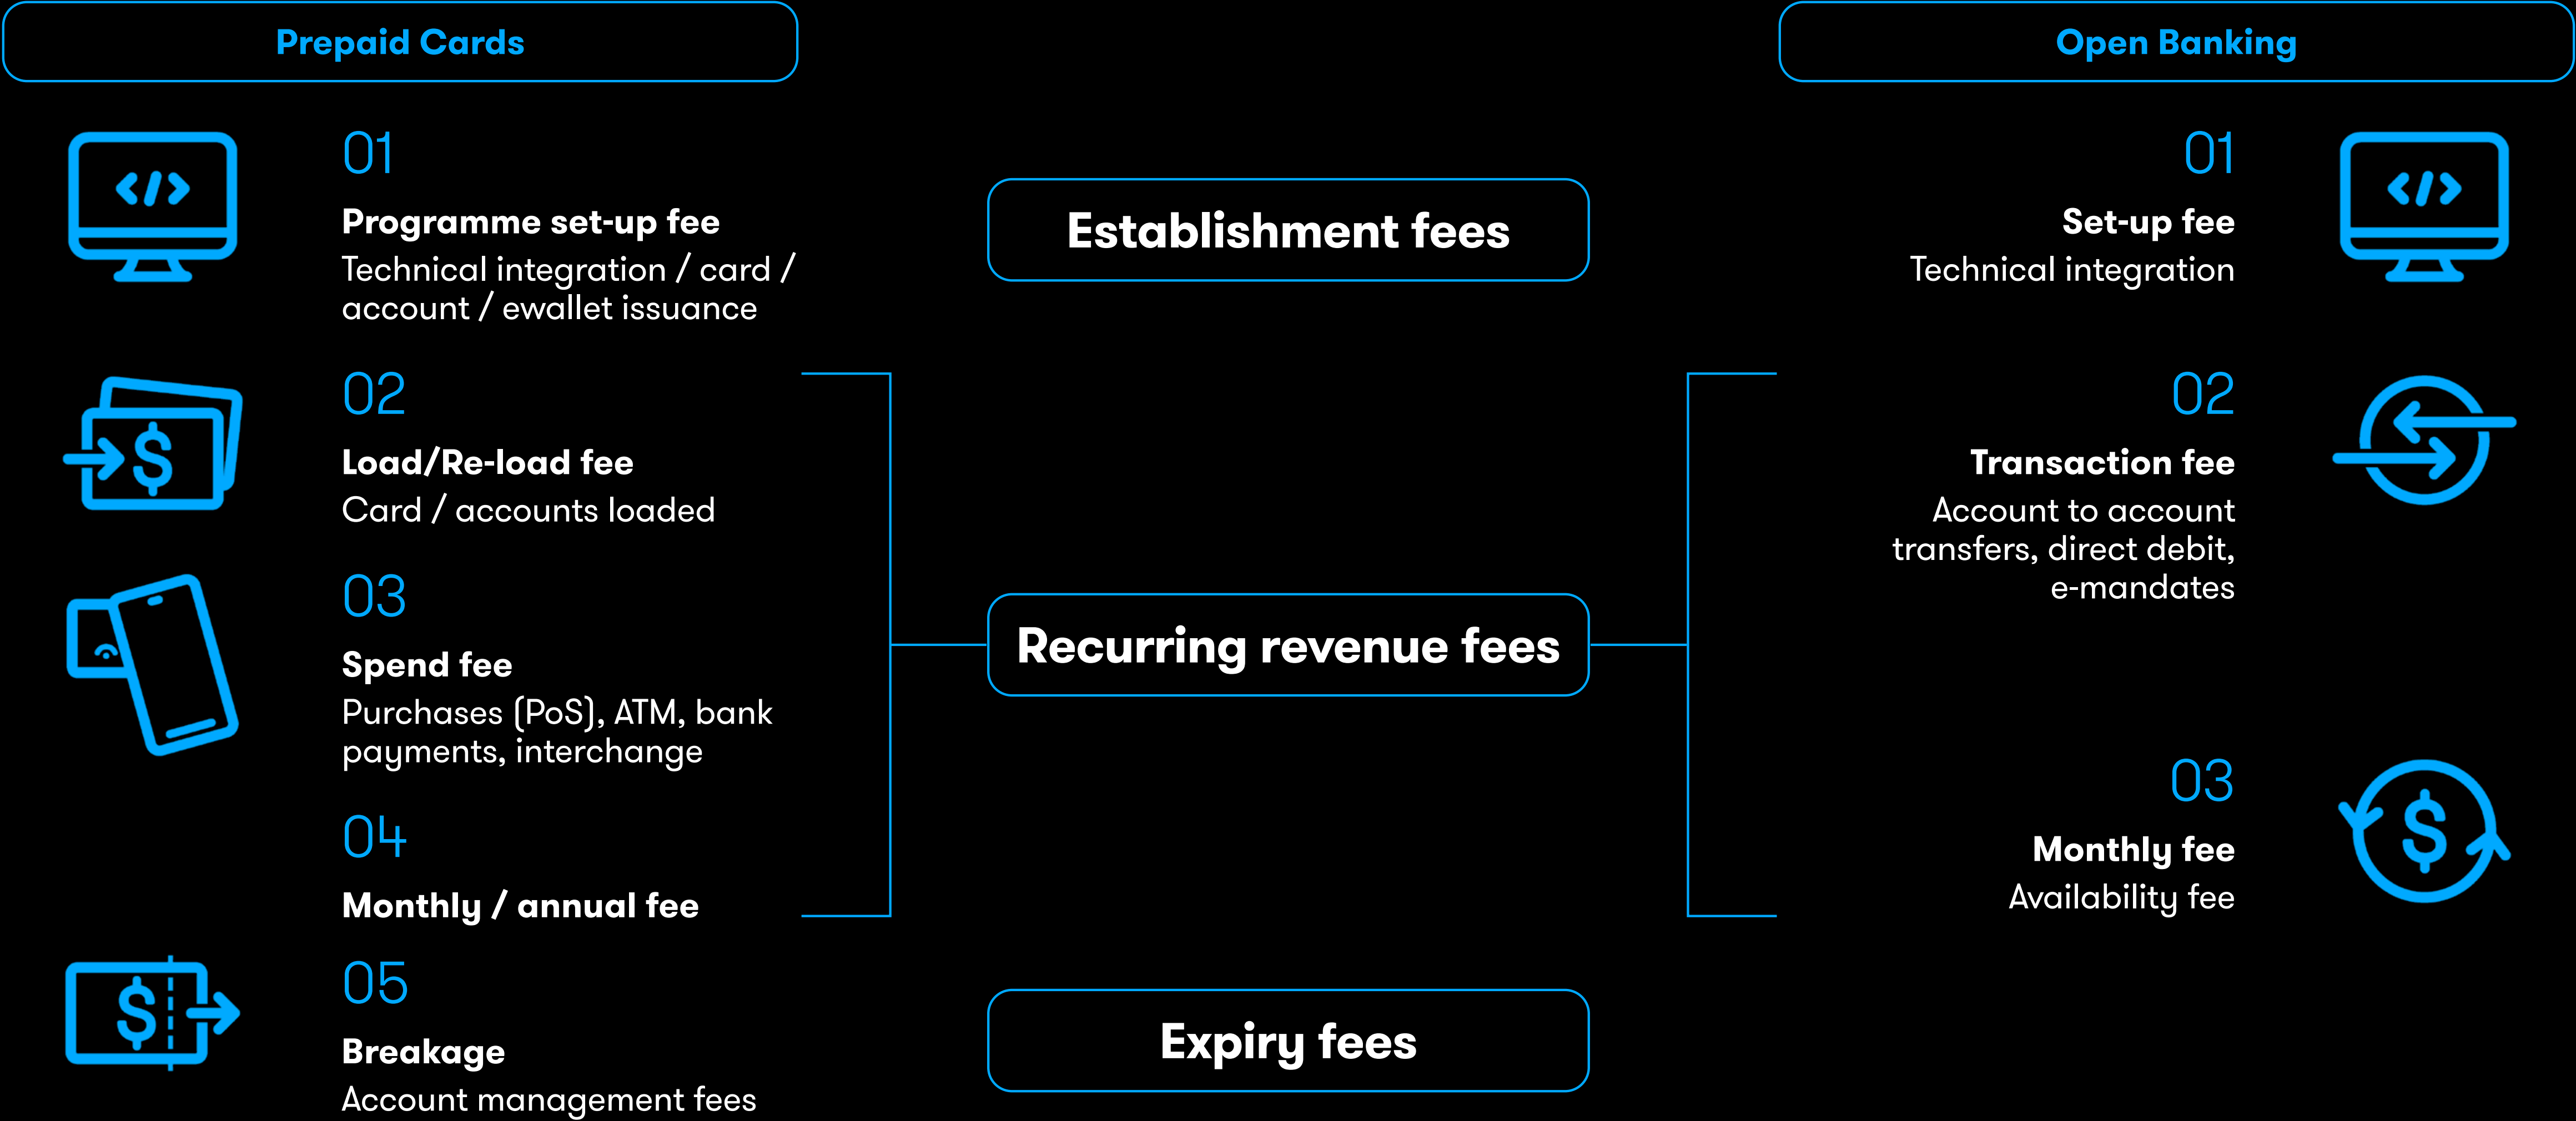 Prepaid Cards
01
Programme set-up fee
Technical integration / card /
account / ewallet issuance
02
Load/Re-load fee
Card / accounts loaded
03
Spend fee
Purchases (PoS), ATM, bank
payments, interchange
04
Monthly / annual fee
05
Breakage
Account management fees
Establishment fees
Recurring revenue fees
Expiry fees
Open Banking
01
Set-up fee
Technical integration
02
Transaction fee
Account to account
transfers, direct debit,
e-mandates
03
Monthly fee
Availability fee